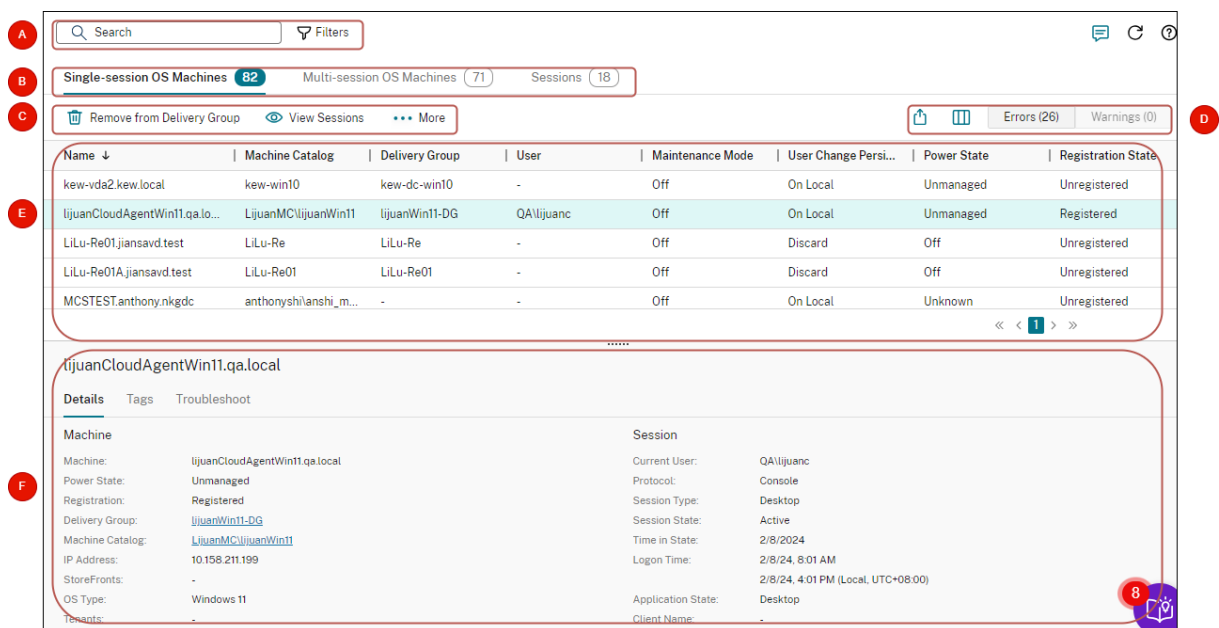 A
Search Filters
B
Single-session OS Machines 82 Multi-session OS Machines 71 Sessions 18
C
Remove from Delivery Group View Sessions ••• More Errors (26) Warnings (0)
D
Name ↓ Machine Catalog Delivery Group User Maintenance Mode User Change Persi... Power State Registration State
kew-vda2.kew.local kew-win10 kew-dc-win10 - Off On Local Unmanaged Unregistered
E
lijuanCloudAgentWin11.qa.lo... LijuanMC\lijuanWin11 lijuanWin11-DG QA\lijuanc Off On Local Unmanaged Registered
LiLu-Re01.jiansavd.test LiLu-Re LiLu-Re - Off Discard Off Unregistered
LiLu-Re01A.jiansavd.test LiLu-Re01 LiLu-Re01 - Off Discard Off Unregistered
MCSTEST.anthony.nkgdc anthonyshi\anshi_m... - - Off On Local Unknown Unregistered
« < 1 > »
lijuanCloudAgentWin11.qa.local
Details Tags Troubleshoot
Machine Session
Machine: lijuanCloudAgentWin11.qa.local Current User: QA\lijuanc
Power State: Unmanaged Protocol: Console
F
Registration: Registered Session Type: Desktop
Delivery Group: lijuanWin11-DG Session State: Active
Machine Catalog: LijuanMC\lijuanWin11 Time in State: 2/8/2024
IP Address: 10.158.211.199 Logon Time: 2/8/24, 8:01 AM
StoreFronts: - 2/8/24, 4:01 PM (Local, UTC+08:00)
OS Type: Windows 11 Application State: Desktop
8
Tenants: - Client Name: -